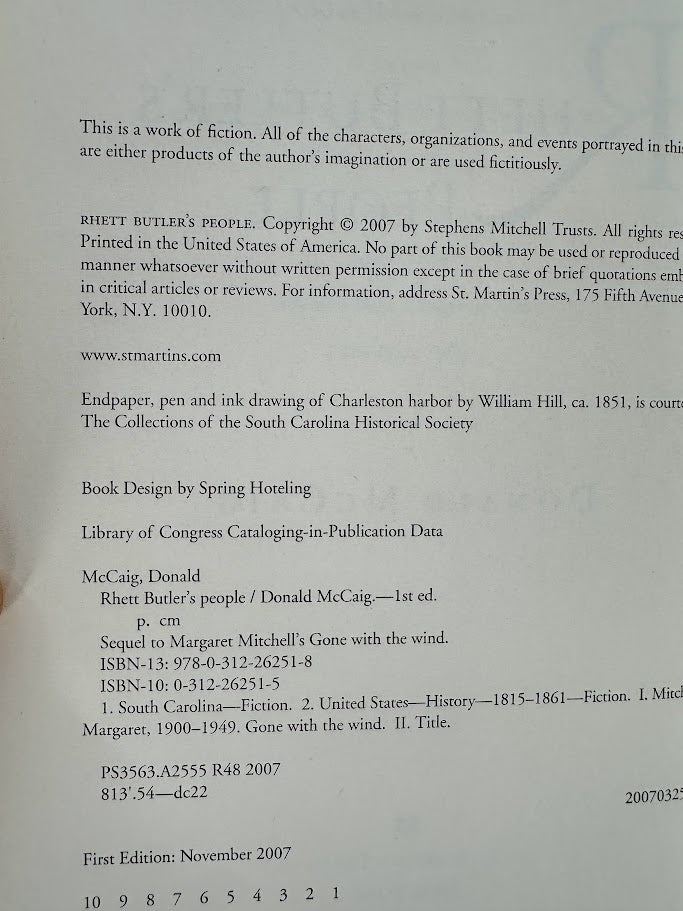 This is a work of fiction. All of the characters, organizations, and events portrayed in this
are either products of the author's imagination or are used fictitiously.
RHETT BUTLER'S PEOPLE. Copyright © 2007 by Stephens Mitchell Trusts. All rights res
Printed in the United States of America. No part of this book may be used or reproduced
manner whatsoever without written permission except in the case of brief quotations emb
in critical articles or reviews. For information, address St. Martin's Press, 175 Fifth Avenue
York, N.Y. 10010.
www.stmartins.com
Endpaper, pen and ink drawing of Charleston harbor by William Hill, ca. 1851, is courte
The Collections of the South Carolina Historical Society
Book Design by Spring Hoteling
Library of Congress Cataloging-in-Publication Data
McCaig, Donald
Rhett Butler's people / Donald McCaig.—1st ed.
p. cm
Sequel to Margaret Mitchell's Gone with the wind.
ISBN-13: 978-0-312-26251-8
ISBN-10: 0-312-26251-5
1. South Carolina—Fiction. 2. United States—History—1815–1861—Fiction. I. Mitch
Margaret, 1900–1949. Gone with the wind. II. Title.
PS3563.A2555 R48 2007
813'.54—dc22
20070325
First Edition: November 2007
10 9 8 7 6 5 4 3 2 1